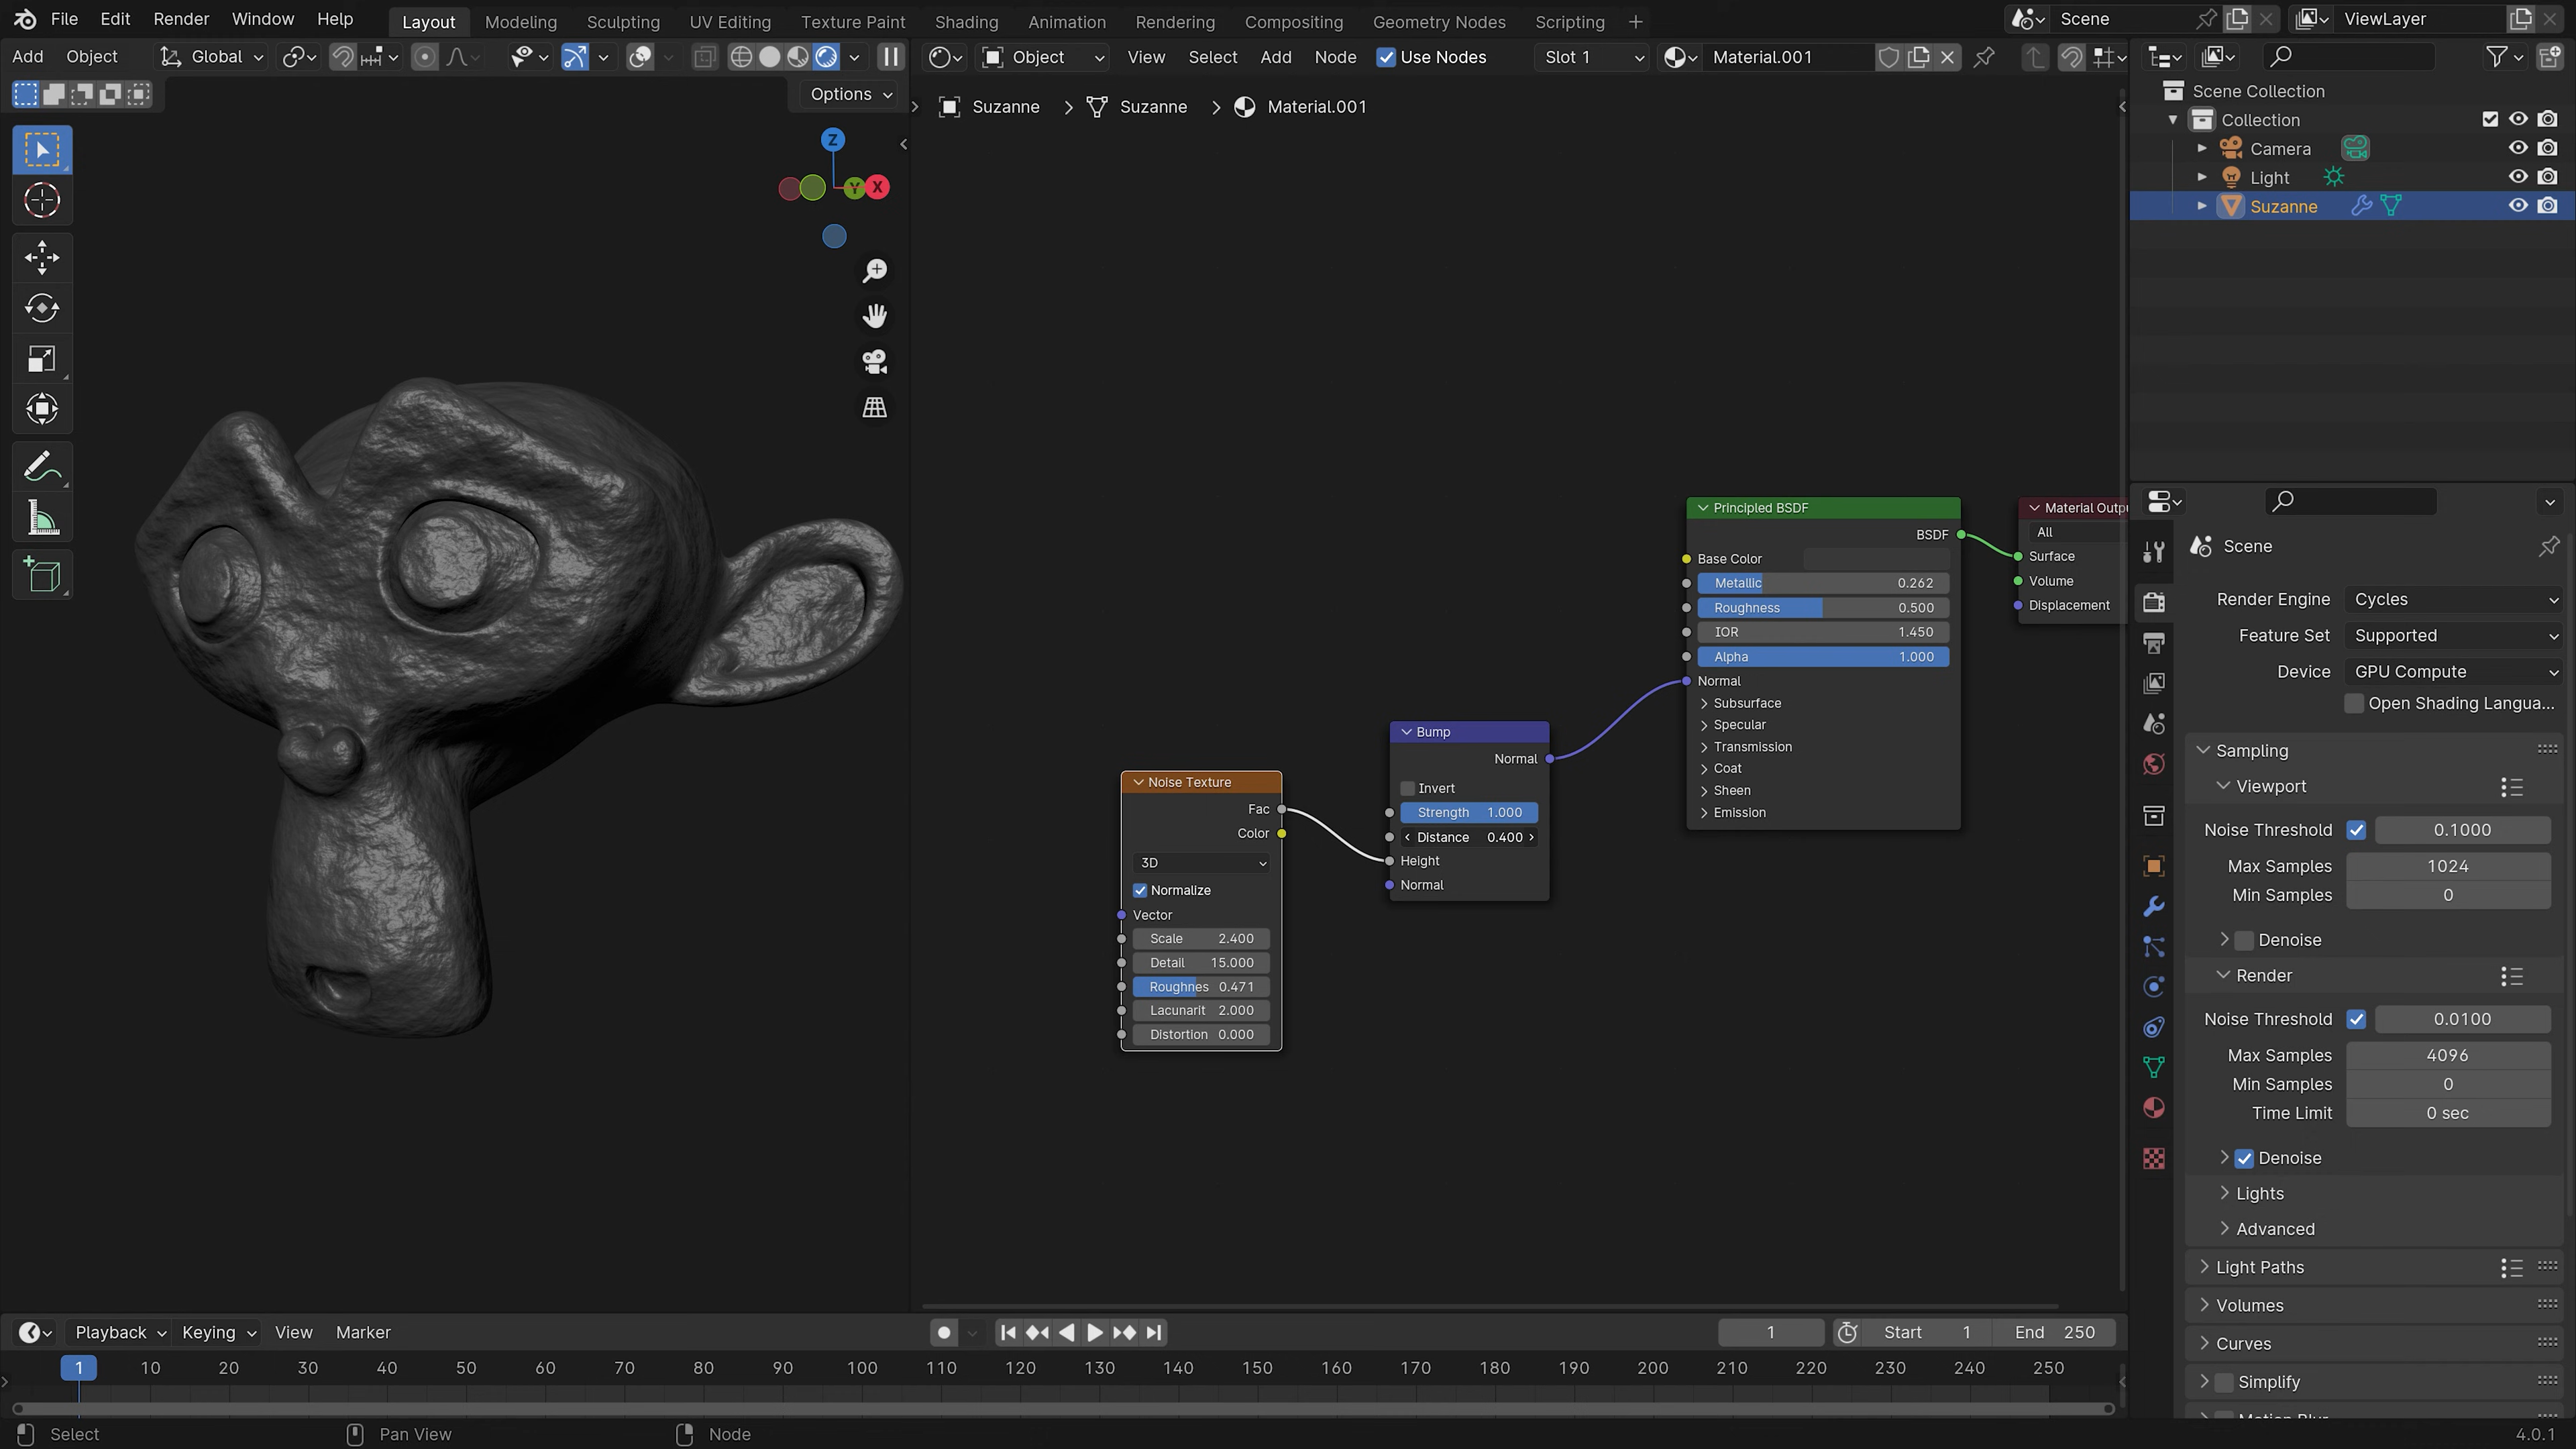 File Edit Render Window Help Layout Modeling Sculpting UV Editing Texture Paint Shading Animation Rendering Compositing Geometry Nodes Scripting + Scene ViewLayer
Add Object Global View Select Add Node Use Nodes Slot 1 Material.001
Object
Options
Suzanne > Suzanne > Material.001
Z
Y X
Scene Collection
Collection
Camera
Light
Suzanne
Principled BSDF
BSDF
Base Color
Metallic 0.262
Roughness 0.500
IOR 1.450
Alpha 1.000
Normal
Subsurface
Specular
Transmission
Coat
Sheen
Emission
Material Outp
All
Surface
Volume
Displacement
Bump
Normal
Invert
Strength 1.000
Distance 0.400
Height
Normal
Noise Texture
Fac
Color
3D
Normalize
Vector
Scale 2.400
Detail 15.000
Roughnes 0.471
Lacunarit 2.000
Distortion 0.000
Scene
Render Engine Cycles
Feature Set Supported
Device GPU Compute
Open Shading Langua...
Sampling
Viewport
Noise Threshold 0.1000
Max Samples 1024
Min Samples 0
Denoise
Render
Noise Threshold 0.0100
Max Samples 4096
Min Samples 0
Time Limit 0 sec
Denoise
Lights
Advanced
Light Paths
Volumes
Curves
Simplify
Playback Keying View Marker 1 Start 1 End 250
1 10 20 30 40 50 60 70 80 90 100 110 120 130 140 150 160 170 180 190 200 210 220 230 240 250
Select Pan View Node 4.0.1